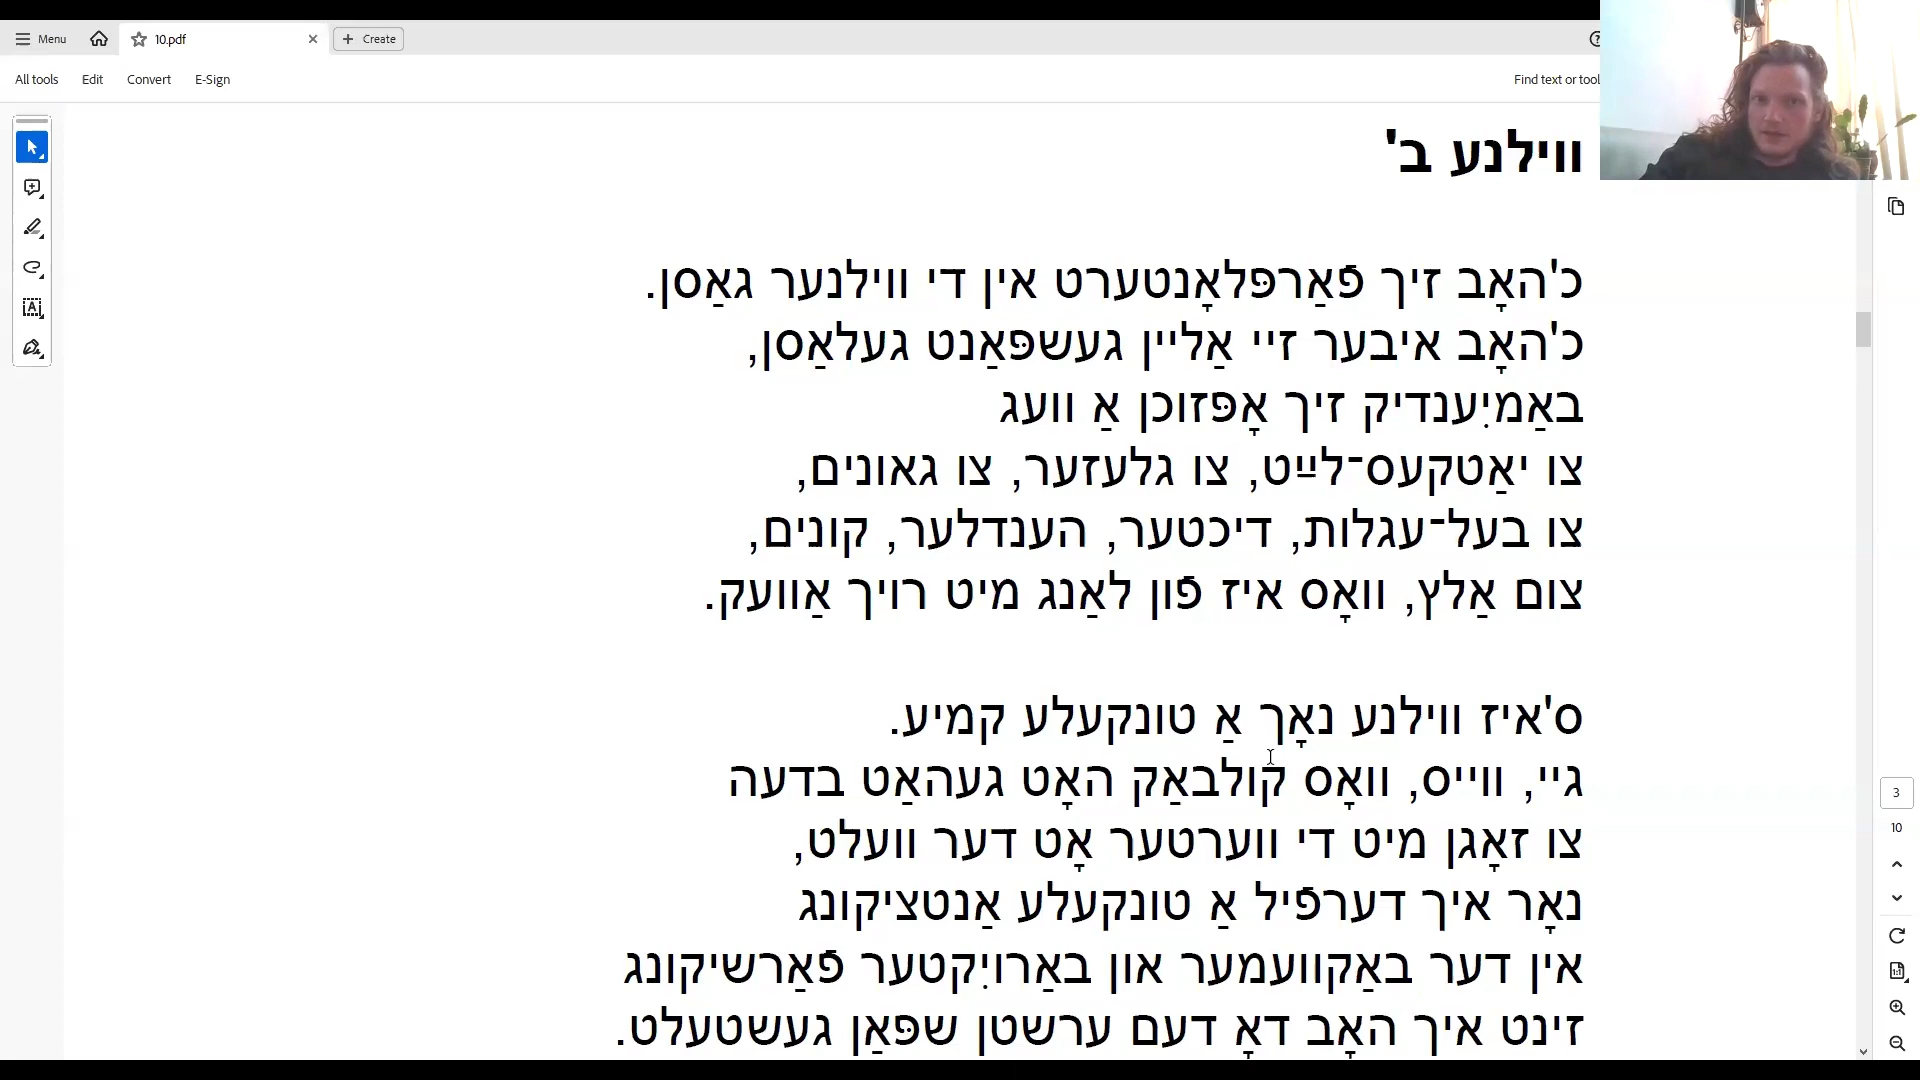 Menu
10.pdf
Create
All tools
Edit
Convert
E-Sign
Find text or tool
ווילנע ב'
כ'האָב זיך פֿאַרפּלאָנטערט אין די ווילנער גאַסן.
כ'האָב איבער זיי אַליין געשפּאַנט געלאַסן,
באַמיִענדיק זיך אָפּזוכן אַ וועג
צו יאַטקעס־לײַט, צו גלעזער, צו גאונים,
צו בעל־עגלות, דיכטער, הענדלער, קונים,
צום אַלץ, וואָס איז פֿון לאַנג מיט רויך אַוועק.
ס'איז ווילנע נאָך אַ טונקעלע קמיע.
גיי, ווייס, וואָס קולבאַק האָט געהאַט בדעה
צו זאָגן מיט די ווערטער אָט דער וועלט,
נאָר איך דערפֿיל אַ טונקעלע אַנטציקונג
אין דער באַקוועמער און באַרויִקטער פֿאַרשיקונג
זינט איך האָב דאָ דעם ערשטן שפּאַן געשטעלט.
3
10